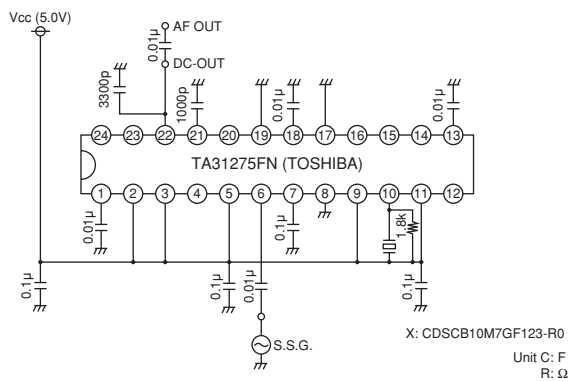 Vcc (5.0V)
AF OUT
0.01μ
DC-OUT
3300p
1000p
0.01μ
0.01μ
24 23 22 21 20 19 18 17 16 15 14 13
TA31275FN (TOSHIBA)
1 2 3 4 5 6 7 8 9 10 11 12
0.01μ
0.1μ
1.8k
0.1μ
0.1μ
0.01μ
0.1μ
S.S.G.
X: CDSCB10M7GF123-R0
Unit C: F
R: Ω